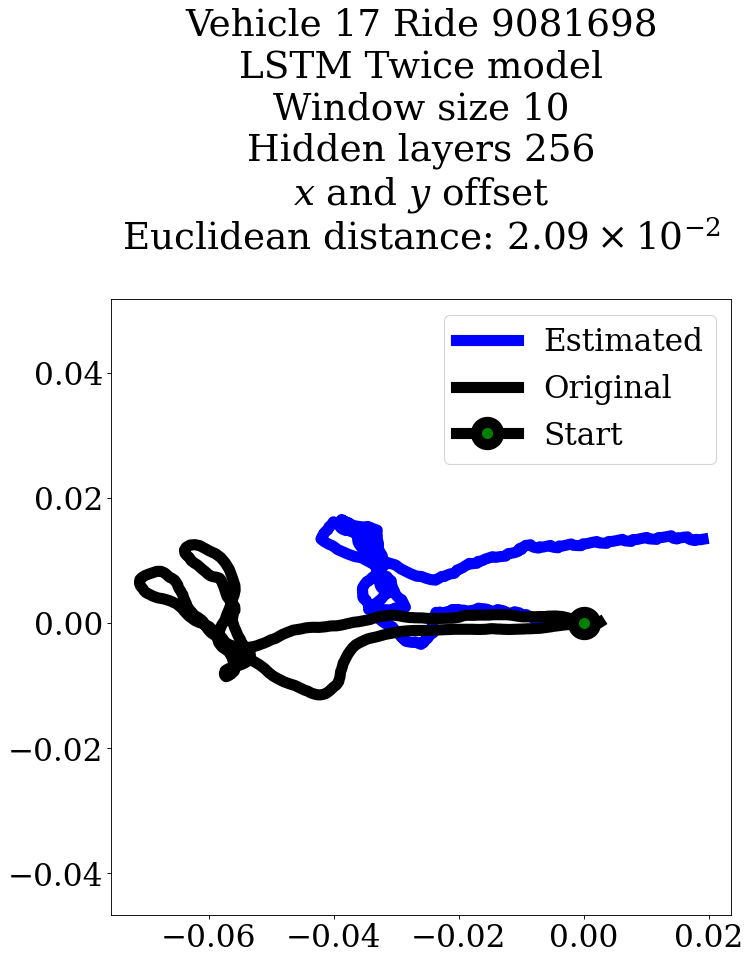 Vehicle 17 Ride 9081698
LSTM Twice model
Window size 10
Hidden layers 256
x and y offset
Euclidean distance: 2.09 × 10⁻²
Estimated
Original
Start
0.04
0.02
0.00
−0.02
−0.04
−0.06 −0.04 −0.02 0.00 0.02